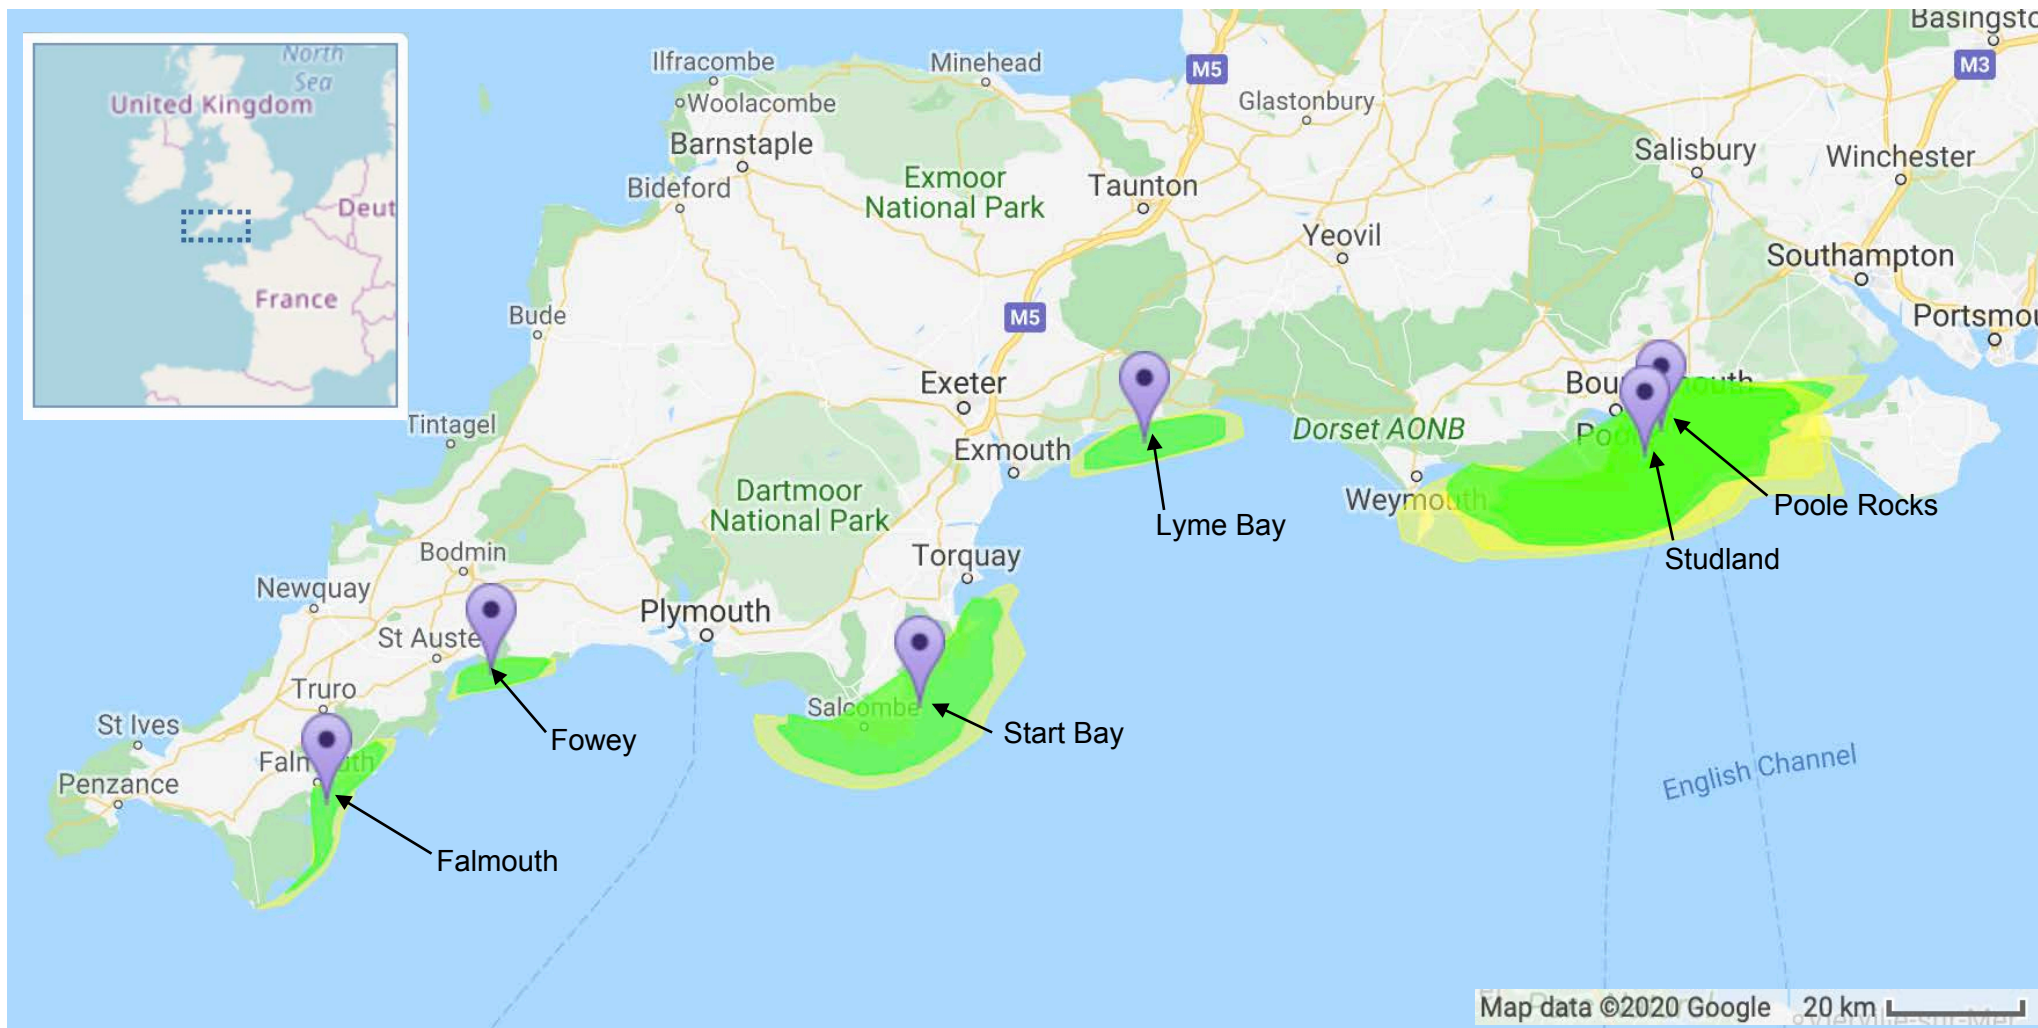 North
Sea
United Kingdom
Deut
France
Basingsto
M3
Ilfracombe
Minehead
M5
Woolacombe
Glastonbury
Barnstaple
Salisbury
Winchester
Exmoor
National Park
Taunton
Bideford
Yeovil
Southampton
Bude
M5
Portsmou
Exeter
Tintagel
Dorset AONB
Exmouth
Weymouth
Dartmoor
National Park
Lyme Bay
Poole Rocks
Studland
Bodmin
Torquay
Newquay
Plymouth
St Auste
Truro
Salcombe
St Ives
Fowey
Start Bay
Falmouth
Penzance
English Channel
Falmouth
Map data ©2020 Google 20 km